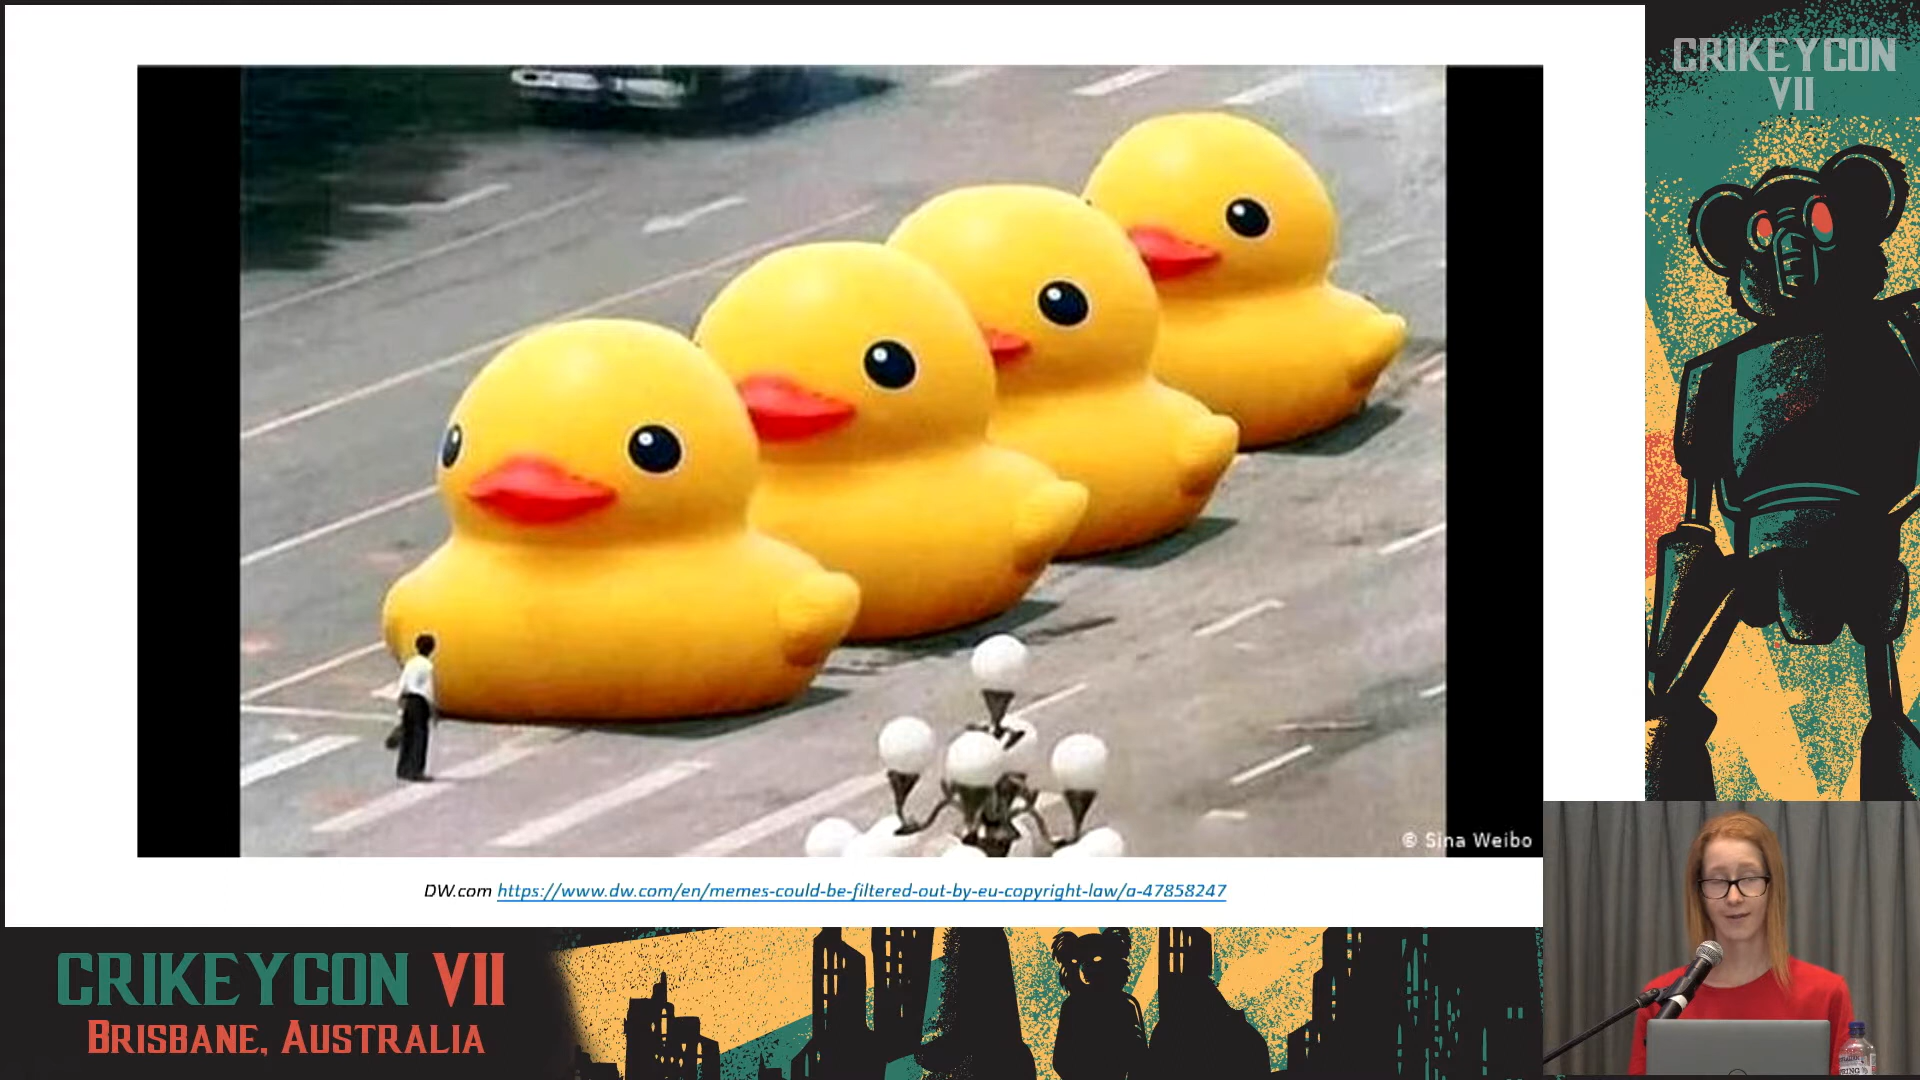 CRIKEYCON
VII
© Sina Weibo
DW.com https://www.dw.com/en/memes-could-be-filtered-out-by-eu-copyright-law/a-47858247
CRIKEYCON VII
BRISBANE, AUSTRALIA